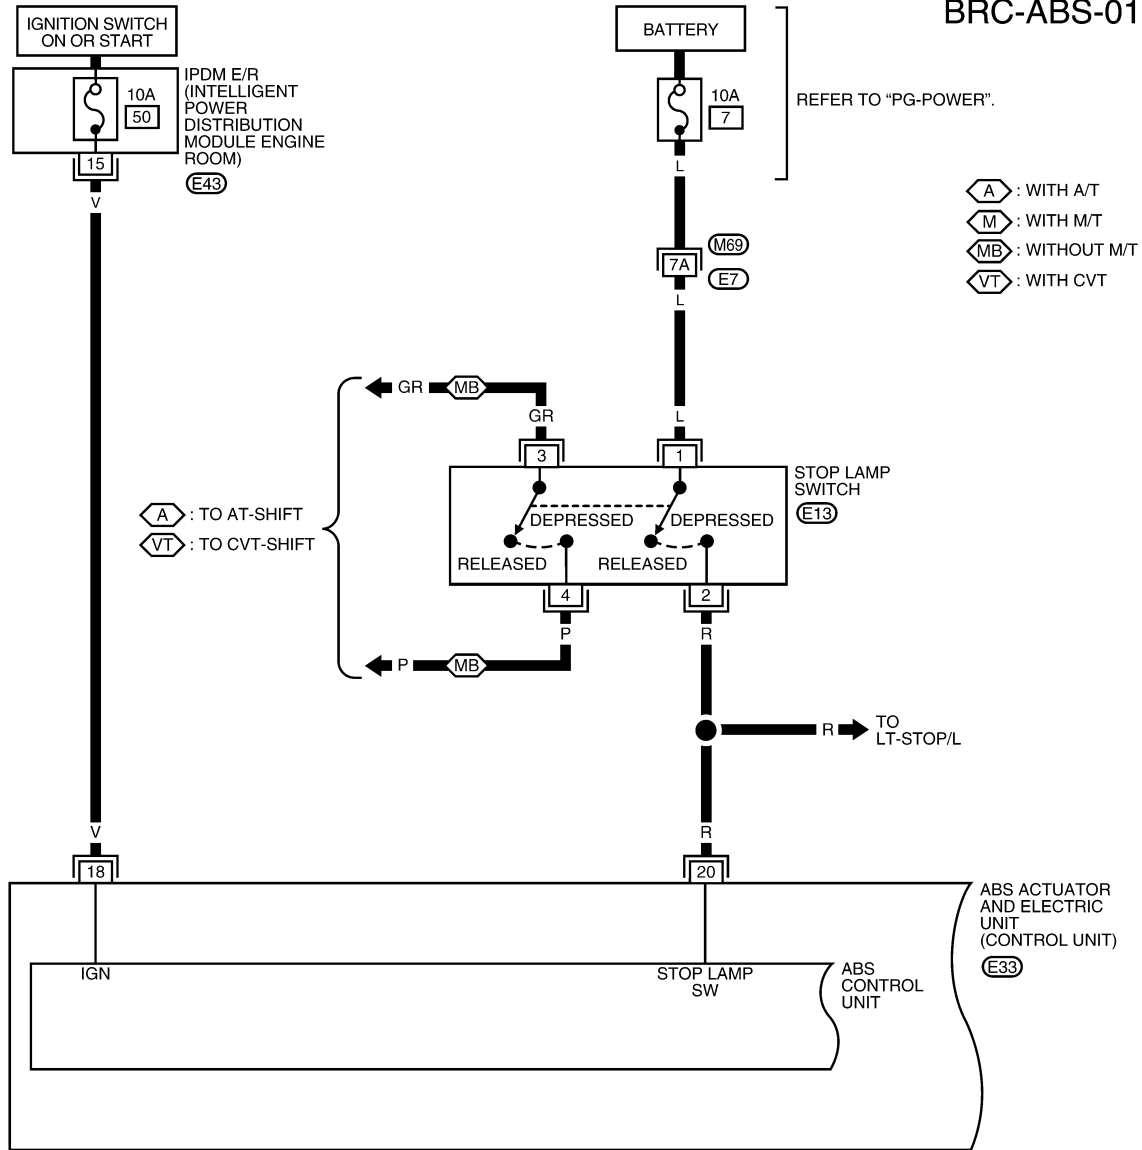 BRC-ABS-01
IGNITION SWITCH
ON OR START
BATTERY
IPDM E/R
(INTELLIGENT
POWER
DISTRIBUTION
MODULE ENGINE
ROOM)
E43
10A
50
15
V
10A
7
REFER TO “PG-POWER”.
L
A : WITH A/T
M : WITH M/T
MB : WITHOUT M/T
VT : WITH CVT
M69
7A
E7
L
GR MB
GR
L
3
1
STOP LAMP
SWITCH
E13
A : TO AT-SHIFT
VT : TO CVT-SHIFT
DEPRESSED
DEPRESSED
RELEASED
RELEASED
4
2
P
R
P MB
R
TO
LT-STOP/L
V
R
18
20
ABS ACTUATOR
AND ELECTRIC
UNIT
(CONTROL UNIT)
E33
IGN
STOP LAMP
SW
ABS
CONTROL
UNIT